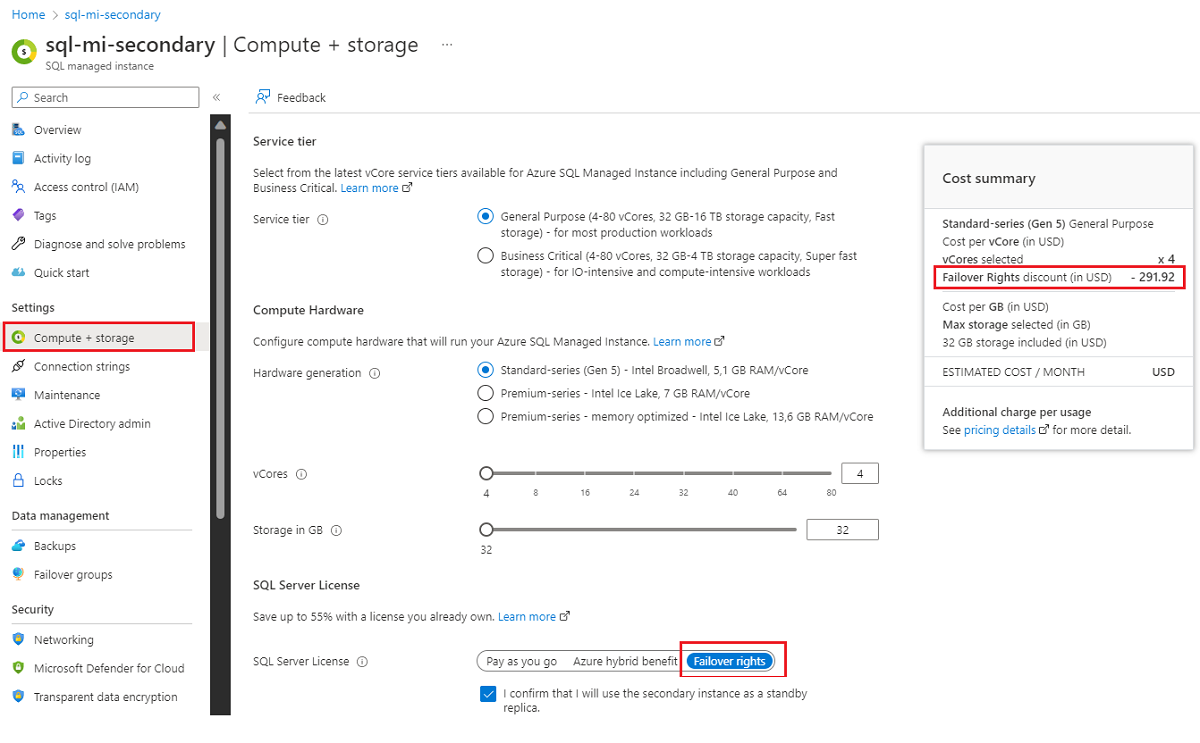 Home > sql-mi-secondary
sql-mi-secondary | Compute + storage ...
SQL managed instance
Search
«
Overview
Activity log
Access control (IAM)
Tags
Diagnose and solve problems
Quick start
Settings
Compute + storage
Connection strings
Maintenance
Active Directory admin
Properties
Locks
Data management
Backups
Failover groups
Security
Networking
Microsoft Defender for Cloud
Transparent data encryption
Feedback
Service tier
Select from the latest vCore service tiers available for Azure SQL Managed Instance including General Purpose and
Business Critical. Learn more
Service tier
General Purpose (4-80 vCores, 32 GB-16 TB storage capacity, Fast
storage) - for most production workloads
Business Critical (4-80 vCores, 32 GB-4 TB storage capacity, Super fast
storage) - for IO-intensive and compute-intensive workloads
Compute Hardware
Configure compute hardware that will run your Azure SQL Managed Instance. Learn more
Hardware generation
Standard-series (Gen 5) - Intel Broadwell, 5,1 GB RAM/vCore
Premium-series - Intel Ice Lake, 7 GB RAM/vCore
Premium-series - memory optimized - Intel Ice Lake, 13,6 GB RAM/vCore
vCores
4
4 8 16 24 32 40 64 80
Storage in GB
32
32
SQL Server License
Save up to 55% with a license you already own. Learn more
SQL Server License
Pay as you go Azure hybrid benefit Failover rights
I confirm that I will use the secondary instance as a standby
replica.
Cost summary
Standard-series (Gen 5) General Purpose
Cost per vCore (in USD)
vCores selected x 4
Failover Rights discount (in USD) - 291.92
Cost per GB (in USD)
Max storage selected (in GB)
32 GB storage included (in USD)
ESTIMATED COST / MONTH USD
Additional charge per usage
See pricing details for more detail.